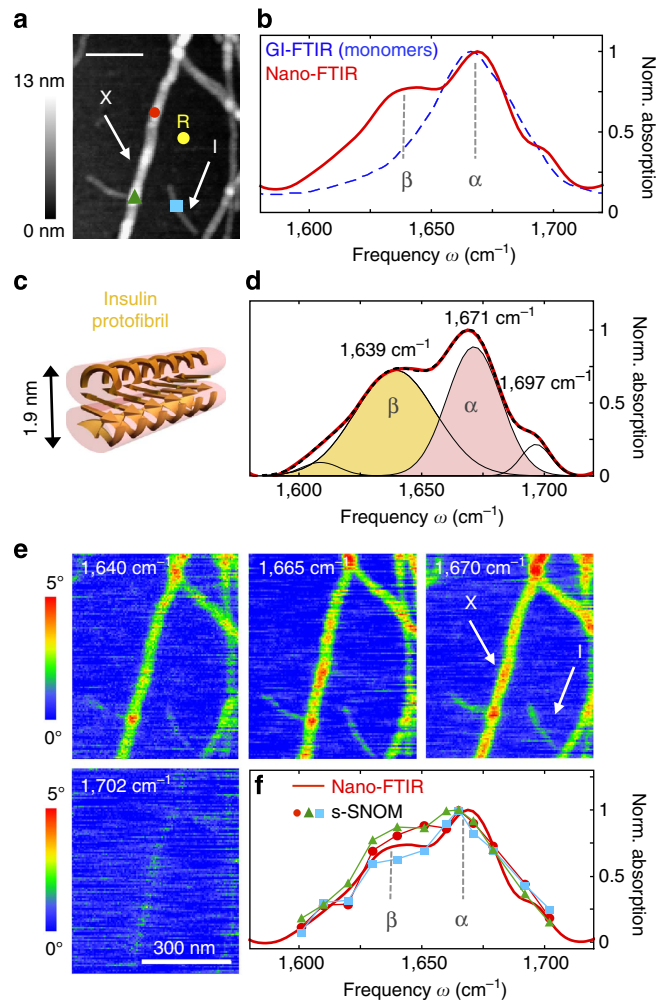 a
13 nm
0 nm
X
R
I
b
GI-FTIR (monomers)
Nano-FTIR
β
α
1
0.5
0
Norm. absorption
1,600
1,650
1,700
Frequency ω (cm⁻¹)
c
Insulin
protofibril
1.9 nm
d
1,671 cm⁻¹
1,639 cm⁻¹
1,697 cm⁻¹
β
α
1
0.5
0
Norm. absorption
1,600
1,650
1,700
Frequency ω (cm⁻¹)
e
5°
0°
1,640 cm⁻¹
1,665 cm⁻¹
1,670 cm⁻¹
X
I
5°
0°
1,702 cm⁻¹
300 nm
f
Nano-FTIR
s-SNOM
β
α
1
0.5
0
Norm. absorption
1,600
1,650
1,700
Frequency ω (cm⁻¹)